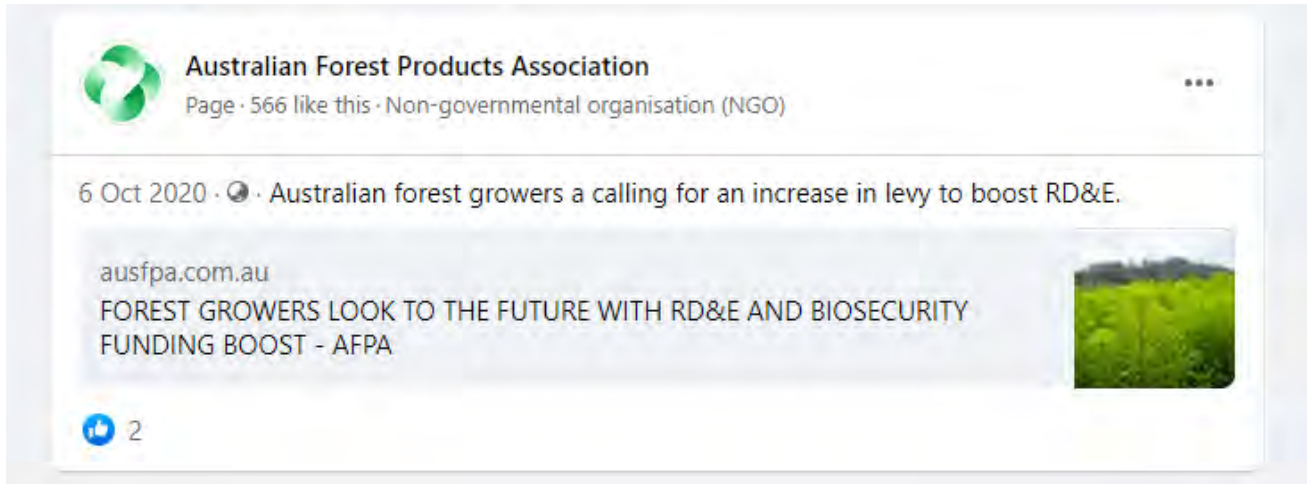 Australian Forest Products Association
Page · 566 like this · Non-governmental organisation (NGO)
6 Oct 2020 · Australian forest growers a calling for an increase in levy to boost RD&E.
ausfpa.com.au
FOREST GROWERS LOOK TO THE FUTURE WITH RD&E AND BIOSECURITY
FUNDING BOOST - AFPA
2